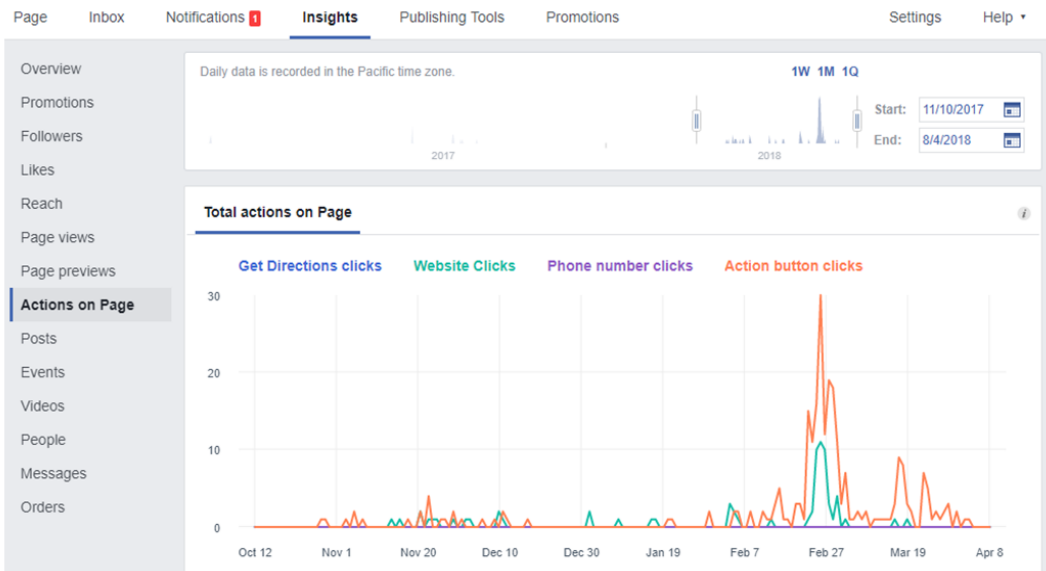 Page Inbox Notifications 1 Insights Publishing Tools Promotions Settings Help
Overview
Promotions
Followers
Likes
Reach
Page views
Page previews
Actions on Page
Posts
Events
Videos
People
Messages
Orders
Daily data is recorded in the Pacific time zone.
1W 1M 1Q
2017 2018
Start: 11/10/2017
End: 8/4/2018
Total actions on Page i
Get Directions clicks Website Clicks Phone number clicks Action button clicks
30
20
10
0
Oct 12 Nov 1 Nov 20 Dec 10 Dec 30 Jan 19 Feb 7 Feb 27 Mar 19 Apr 8